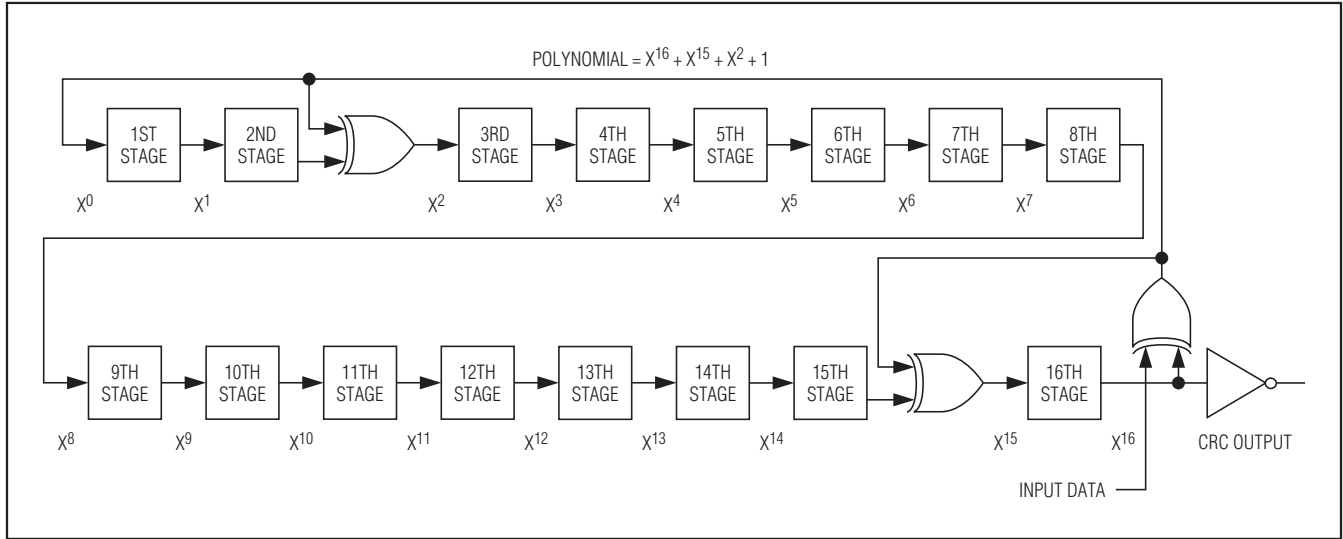 POLYNOMIAL = X¹⁶ + X¹⁵ + X² + 1
1ST
STAGE
2ND
STAGE
3RD
STAGE
4TH
STAGE
5TH
STAGE
6TH
STAGE
7TH
STAGE
8TH
STAGE
X⁰
X¹
X²
X³
X⁴
X⁵
X⁶
X⁷
9TH
STAGE
10TH
STAGE
11TH
STAGE
12TH
STAGE
13TH
STAGE
14TH
STAGE
15TH
STAGE
16TH
STAGE
X⁸
X⁹
X¹⁰
X¹¹
X¹²
X¹³
X¹⁴
X¹⁵
X¹⁶
CRC OUTPUT
INPUT DATA